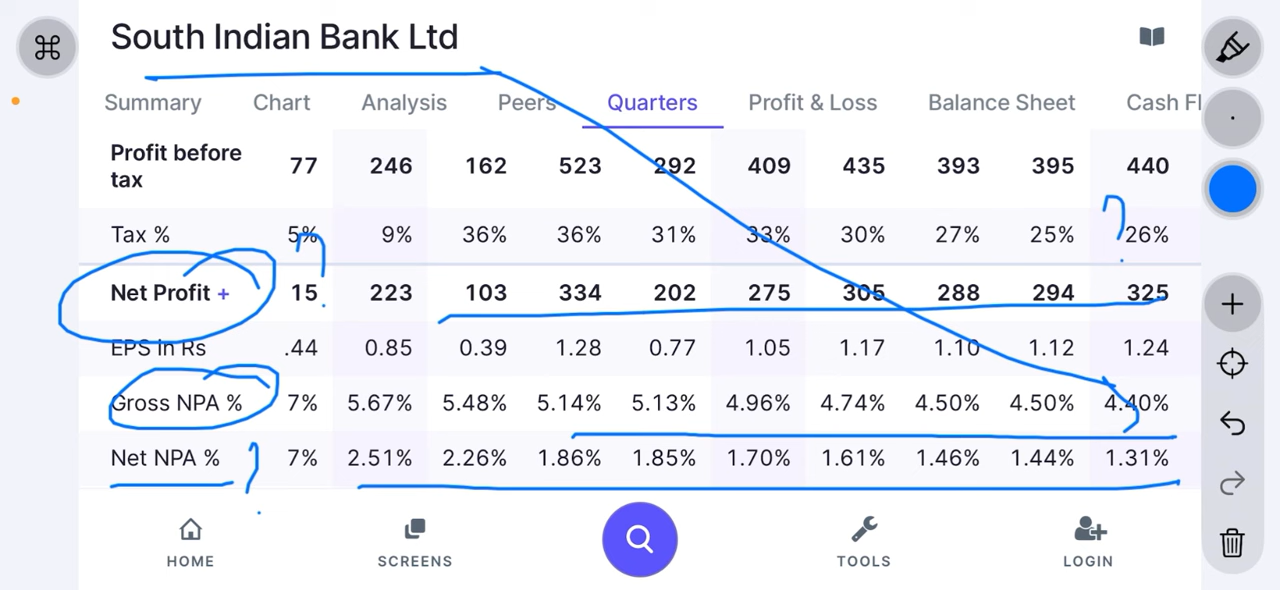 South Indian Bank Ltd
Summary Chart Analysis Peers Quarters Profit & Loss Balance Sheet Cash Fl
Profit before
tax 77 246 162 523 292 409 435 393 395 440
Tax % 5% 9% 36% 36% 31% 33% 30% 27% 25% 26%
Net Profit + 15 223 103 334 202 275 305 288 294 325
EPS in Rs .44 0.85 0.39 1.28 0.77 1.05 1.17 1.10 1.12 1.24
Gross NPA % 7% 5.67% 5.48% 5.14% 5.13% 4.96% 4.74% 4.50% 4.50% 4.40%
Net NPA % 7% 2.51% 2.26% 1.86% 1.85% 1.70% 1.61% 1.46% 1.44% 1.31%
HOME SCREENS TOOLS LOGIN